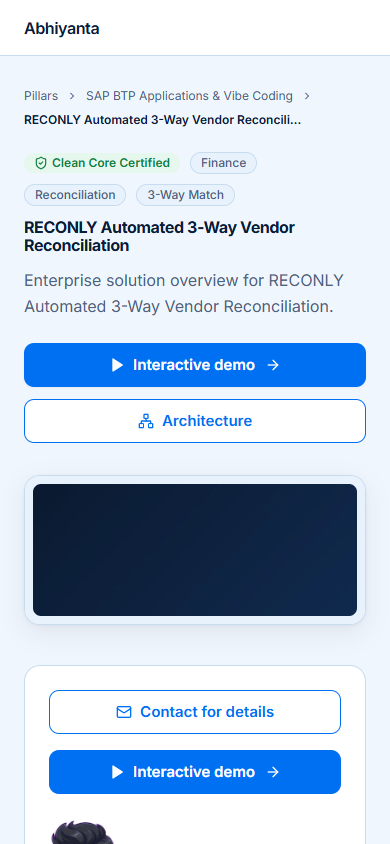 Abhiyanta
Pillars > SAP BTP Applications & Vibe Coding >
RECONLY Automated 3-Way Vendor Reconcili...
Clean Core Certified
Finance
Reconciliation
3-Way Match
RECONLY Automated 3-Way Vendor
Reconciliation
Enterprise solution overview for RECONLY
Automated 3-Way Vendor Reconciliation.
Interactive demo
Architecture
Contact for details
Interactive demo